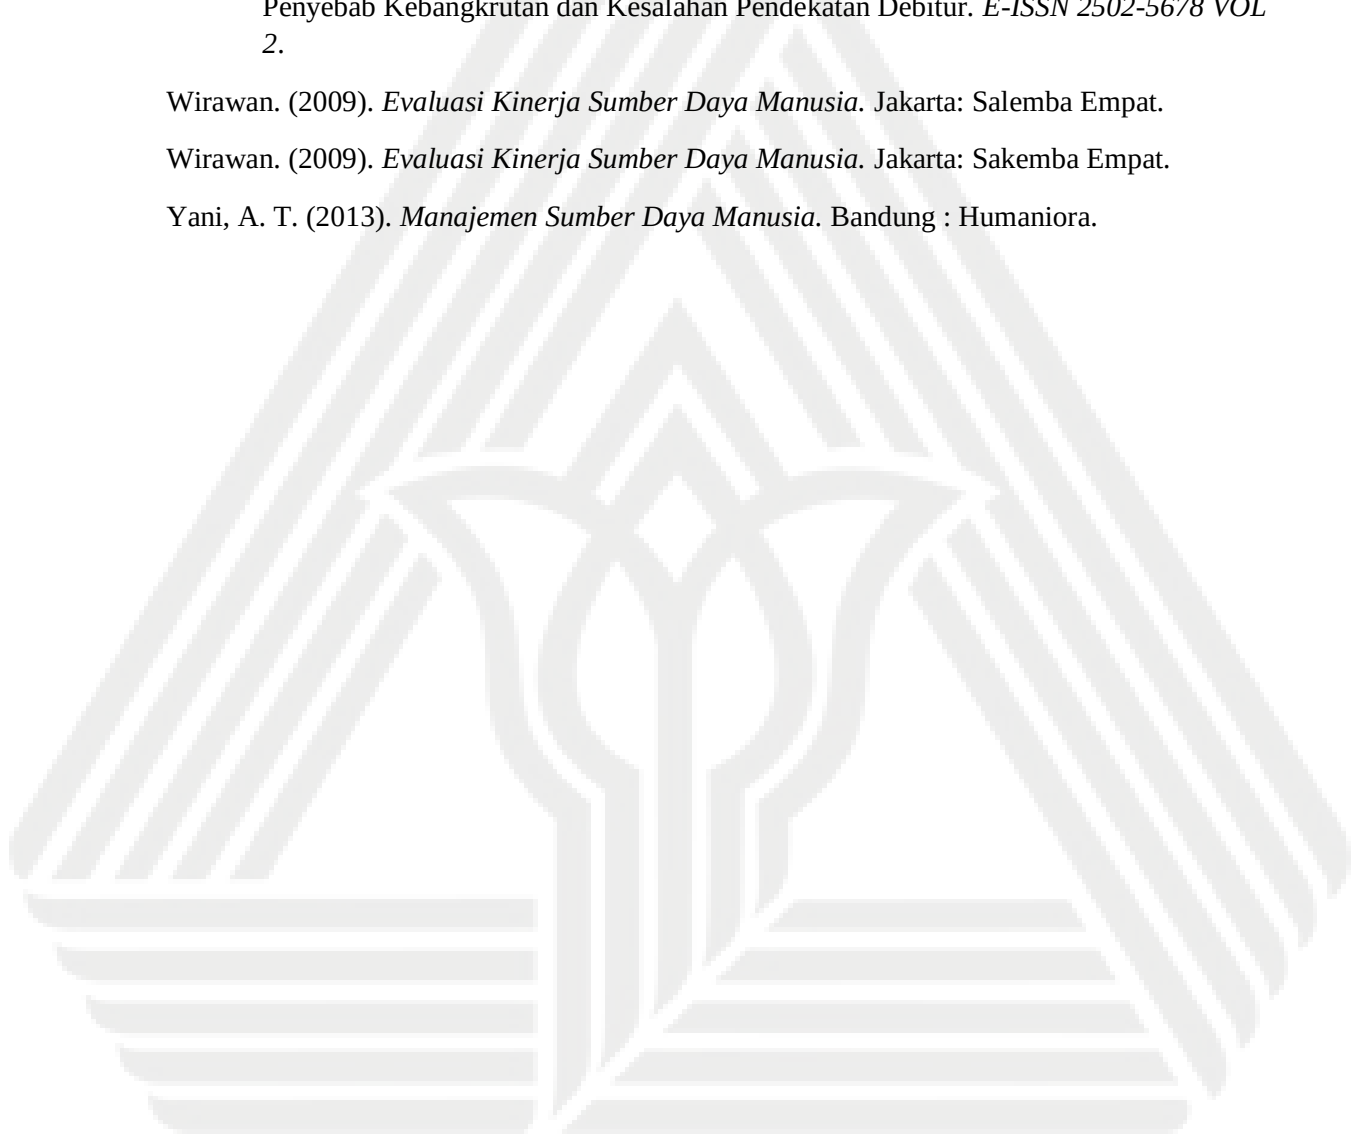 Penyebab Kebangkrutan dan Kesalahan Pendekatan Debitur. E-ISSN 2502-5678 VOL
2.
Wirawan. (2009). Evaluasi Kinerja Sumber Daya Manusia. Jakarta: Salemba Empat.
Wirawan. (2009). Evaluasi Kinerja Sumber Daya Manusia. Jakarta: Sakemba Empat.
Yani, A. T. (2013). Manajemen Sumber Daya Manusia. Bandung : Humaniora.